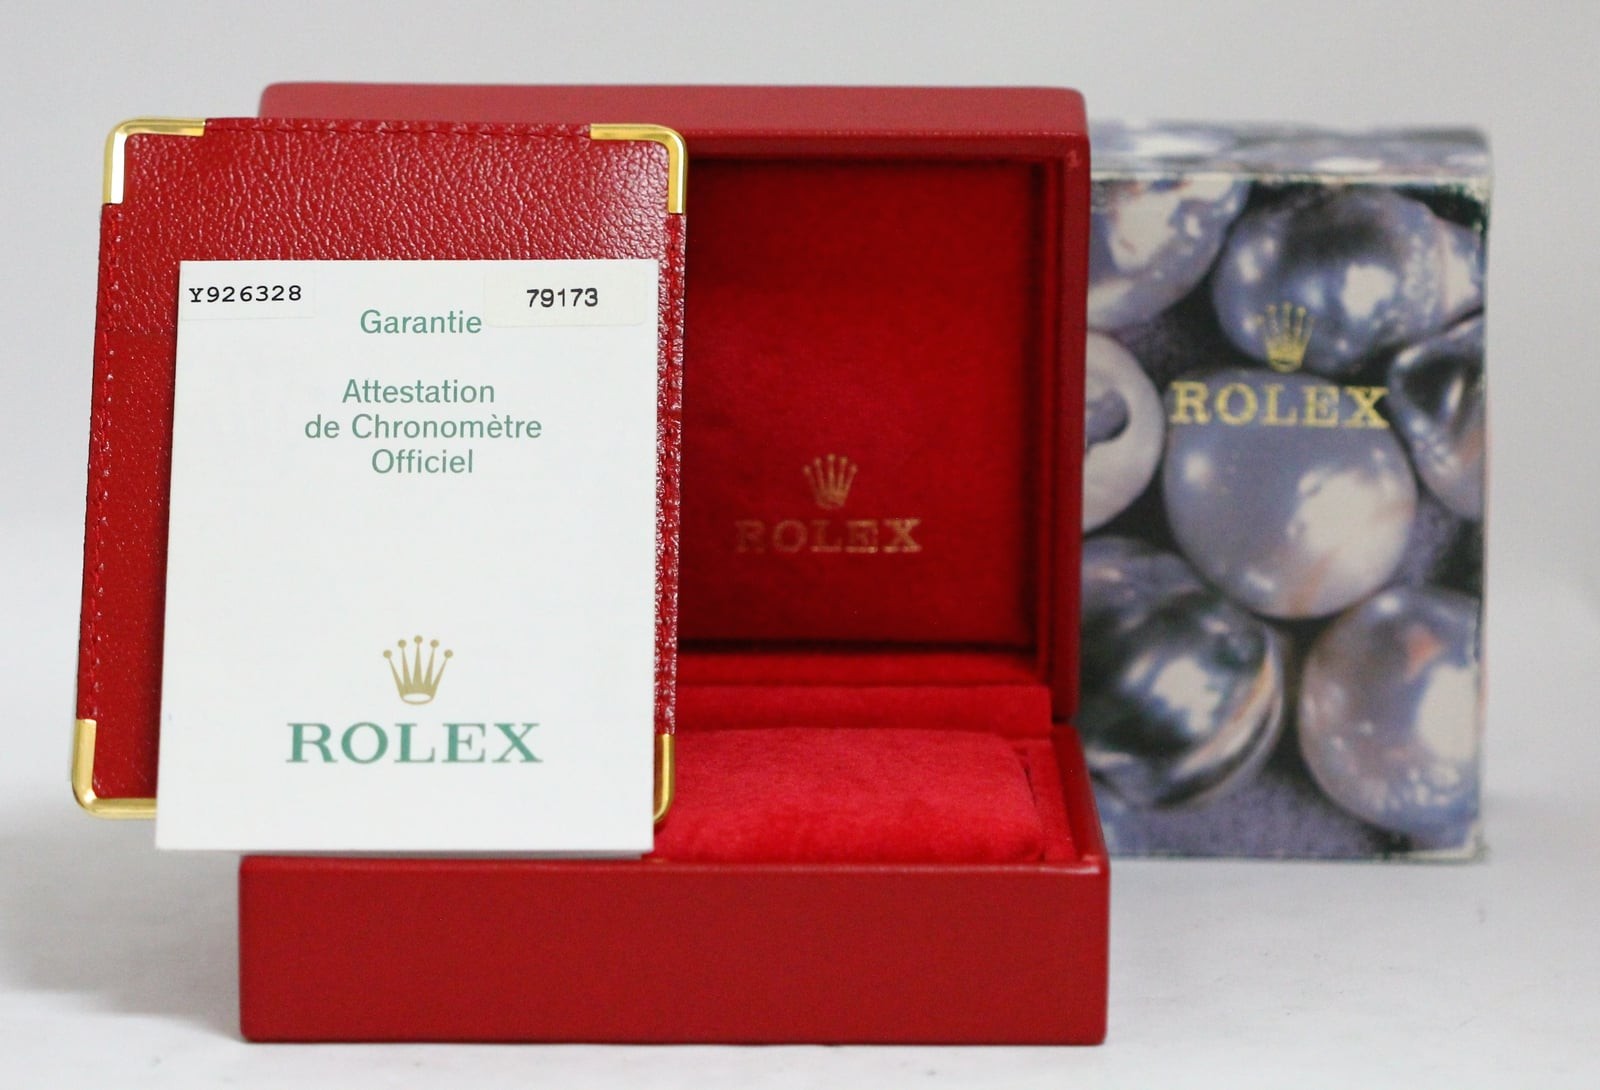 Y926328
79173
Garantie
Attestation
de Chronomètre
Officiel
ROLEX
ROLEX
ROLEX